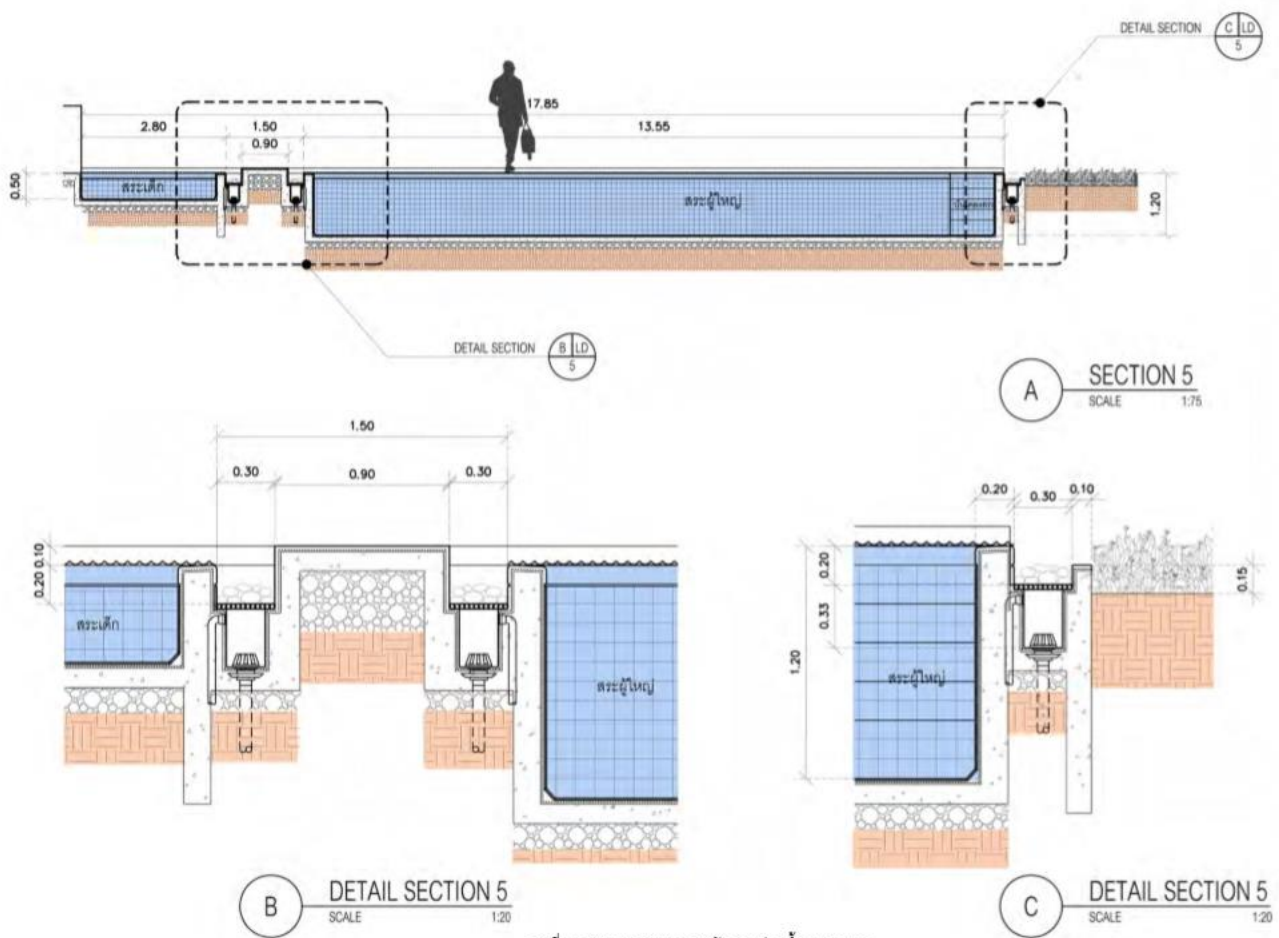 DETAIL SECTION C LD 5
17.85
2.80 1.50 13.55
0.90
0.50
สระเด็ก
สระผู้ใหญ่
1.20
DETAIL SECTION B LD 5
A SECTION 5
SCALE 1:75
1.50
0.30 0.90 0.30
0.10
0.20
สระเด็ก
สระผู้ใหญ่
B DETAIL SECTION 5
SCALE 1:20
0.20 0.30 0.10
0.20
0.33
1.20
0.15
สระผู้ใหญ่
C DETAIL SECTION 5
SCALE 1:20